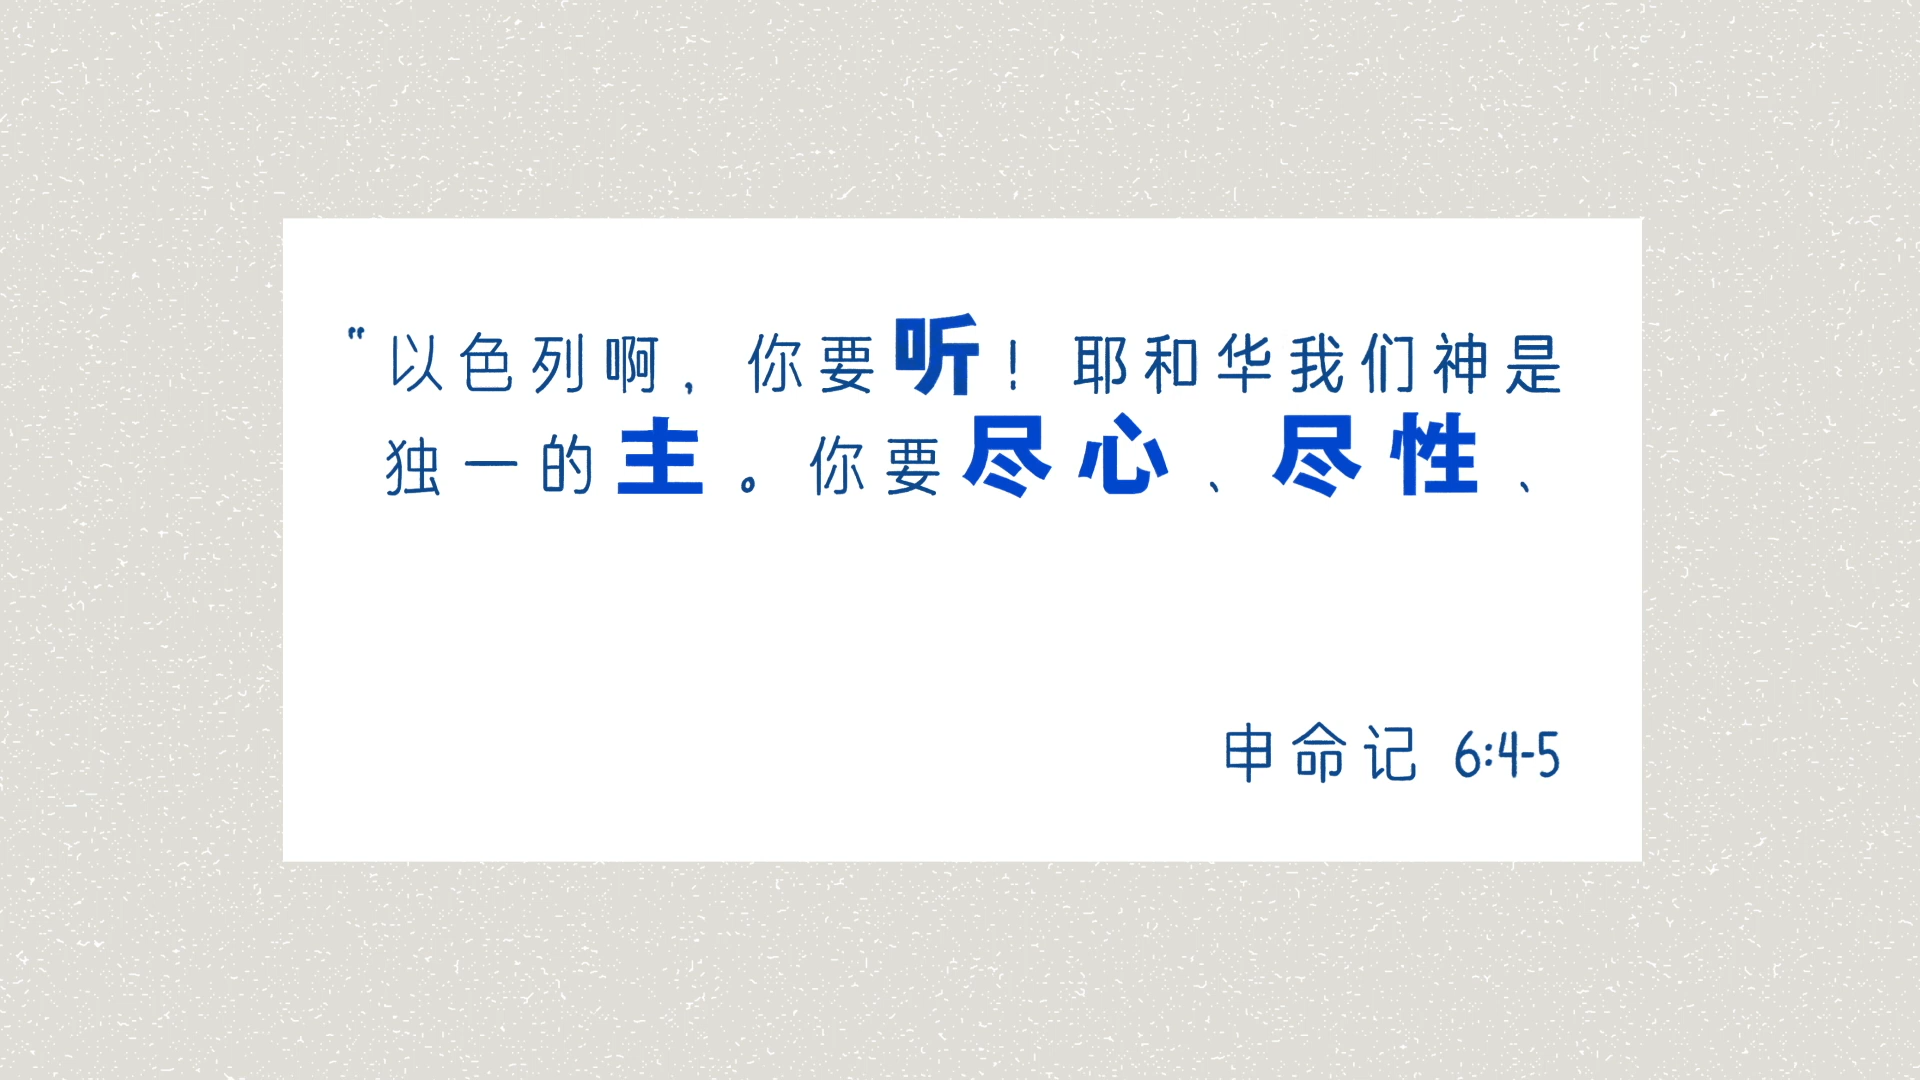 “以色列啊，你要听！耶和华我们神是
独一的主。你要尽心、尽性、
申命记 6:4-5